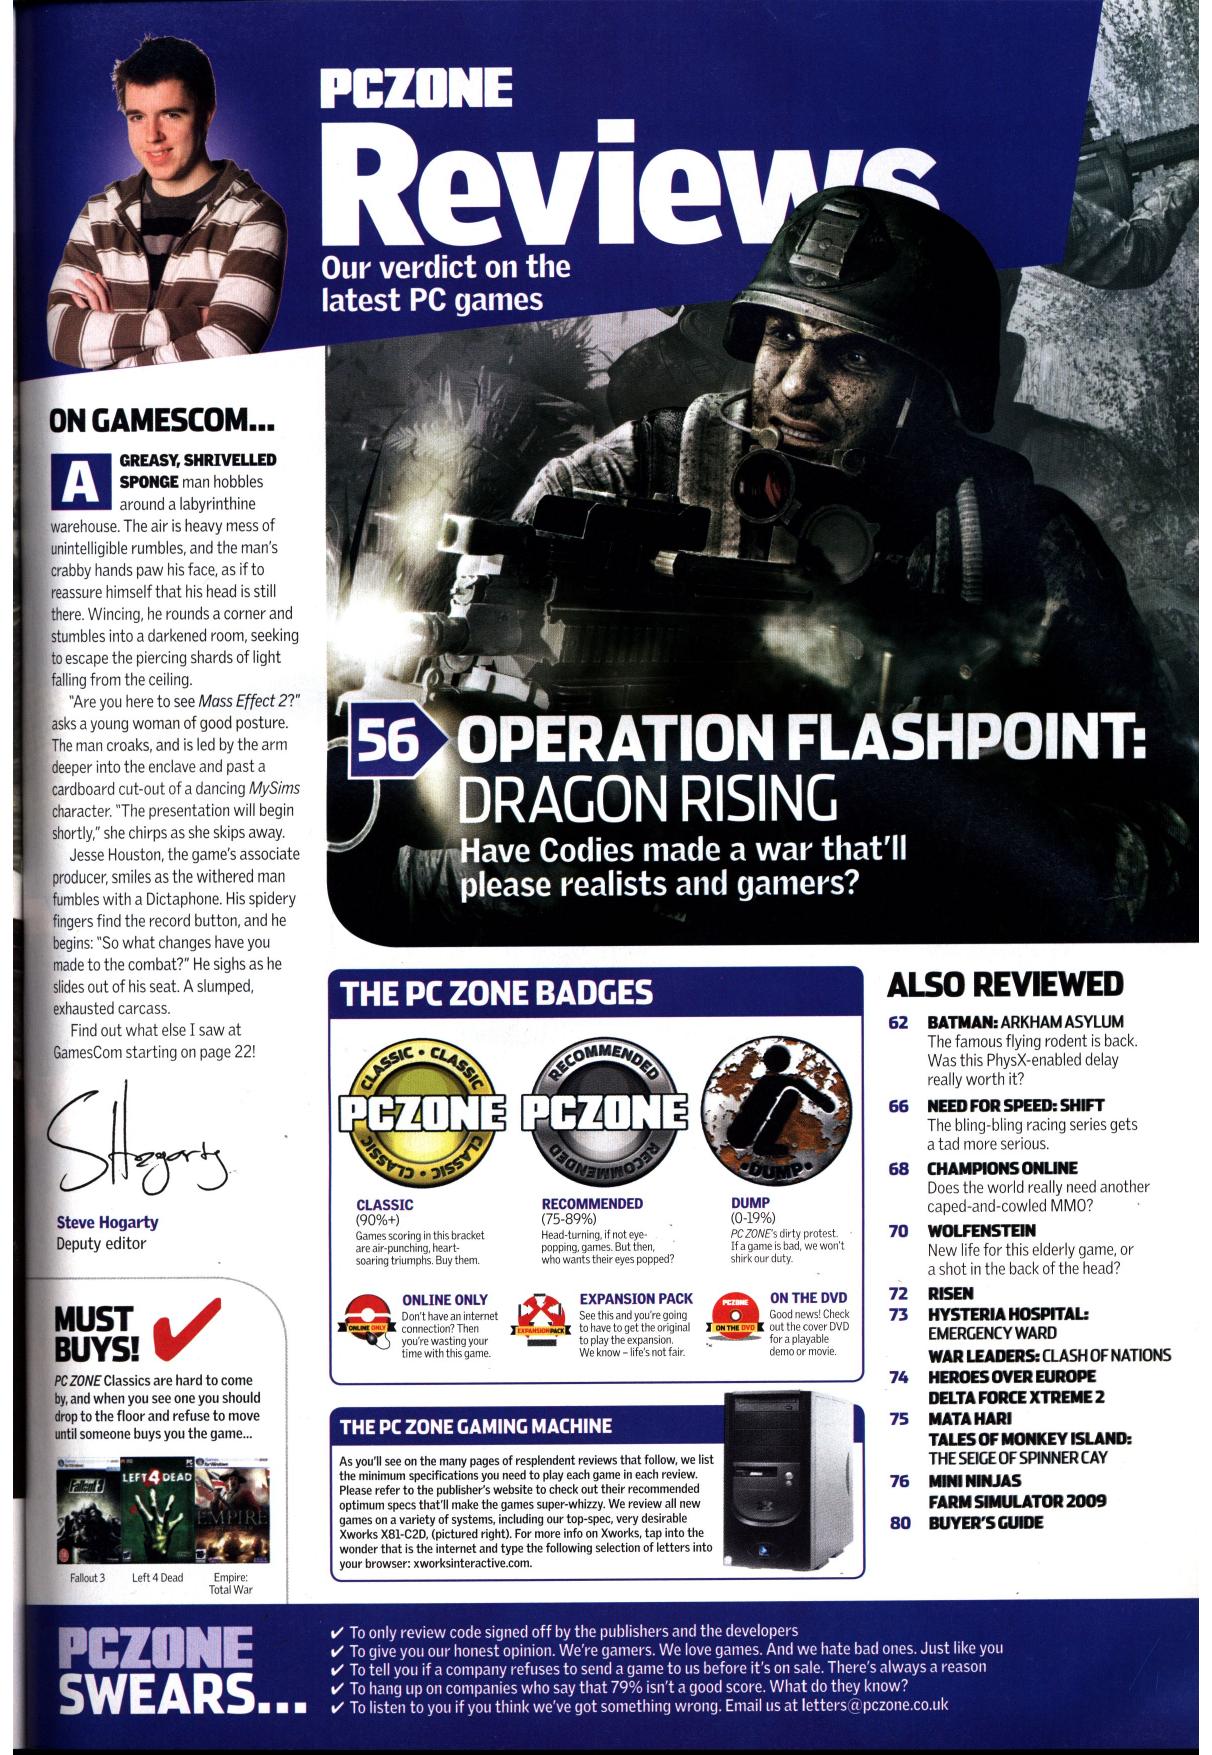 PCZONE
Reviews
Our verdict on the
latest PC games
ON GAMESCOM...
A GREASY, SHRIVELLED
SPONGE man hobbles
around a labyrinthine
warehouse. The air is heavy mess of
unintelligible rumbles, and the man's
crabby hands paw his face, as if to
reassure himself that his head is still
there. Wincing, he rounds a corner and
stumbles into a darkened room, seeking
to escape the piercing shards of light
falling from the ceiling.
"Are you here to see Mass Effect 2?"
asks a young woman of good posture.
The man croaks, and is led by the arm
deeper into the enclave and past a
cardboard cut-out of a dancing MySims
character. "The presentation will begin
shortly," she chirps as she skips away.
Jesse Houston, the game's associate
producer, smiles as the withered man
fumbles with a Dictaphone. His spidery
fingers find the record button, and he
begins: "So what changes have you
made to the combat?" He sighs as he
slides out of his seat. A slumped,
exhausted carcass.
Find out what else I saw at
GamesCom starting on page 22!
SHogarty
Steve Hogarty
Deputy editor
MUST
BUYS!
PC ZONE Classics are hard to come
by, and when you see one you should
drop to the floor and refuse to move
until someone buys you the game...
Fallout 3
LEFT 4 DEAD
EMPIRE
Fallout 3
Left 4 Dead
Empire:
Total War
56
OPERATION FLASHPOINT:
DRAGON RISING
Have Codies made a war that'll
please realists and gamers?
THE PC ZONE BADGES
CLASSIC • CLASSIC
PCZONE
CLASSIC • CLASSIC
RECOMMENDED
PCZONE
RECOMMENDED
•DUMP•
CLASSIC
(90%+)
Games scoring in this bracket
are air-punching, heart-
soaring triumphs. Buy them.
RECOMMENDED
(75-89%)
Head-turning, if not eye-
popping, games. But then,
who wants their eyes popped?
DUMP
(0-19%)
PC ZONE's dirty protest.
If a game is bad, we won't
shirk our duty.
ONLINE ONLY
ONLINE ONLY
Don't have an internet
connection? Then
you're wasting your
time with this game.
EXPANSION PACK
EXPANSION PACK
See this and you're going
to have to get the original
to play the expansion.
We know – life's not fair.
PCZONE
ON THE DVD
ON THE DVD
Good news! Check
out the cover DVD
for a playable
demo or movie.
THE PC ZONE GAMING MACHINE
As you'll see on the many pages of resplendent reviews that follow, we list
the minimum specifications you need to play each game in each review.
Please refer to the publisher's website to check out their recommended
optimum specs that'll make the games super-whizzy. We review all new
games on a variety of systems, including our top-spec, very desirable
Xworks X81-C2D, (pictured right). For more info on Xworks, tap into the
wonder that is the internet and type the following selection of letters into
your browser: xworksinteractive.com.
ALSO REVIEWED
62 BATMAN: ARKHAM ASYLUM
The famous flying rodent is back.
Was this PhysX-enabled delay
really worth it?
66 NEED FOR SPEED: SHIFT
The bling-bling racing series gets
a tad more serious.
68 CHAMPIONS ONLINE
Does the world really need another
caped-and-cowled MMO?
70 WOLFENSTEIN
New life for this elderly game, or
a shot in the back of the head?
72 RISEN
73 HYSTERIA HOSPITAL:
EMERGENCY WARD
WAR LEADERS: CLASH OF NATIONS
74 HEROES OVER EUROPE
DELTA FORCE XTREME 2
75 MATA HARI
TALES OF MONKEY ISLAND:
THE SEIGE OF SPINNER CAY
76 MINI NINJAS
FARM SIMULATOR 2009
80 BUYER'S GUIDE
PCZONE
SWEARS...
✔ To only review code signed off by the publishers and the developers
✔ To give you our honest opinion. We're gamers. We love games. And we hate bad ones. Just like you
✔ To tell you if a company refuses to send a game to us before it's on sale. There's always a reason
✔ To hang up on companies who say that 79% isn't a good score. What do they know?
✔ To listen to you if you think we've got something wrong. Email us at letters@pczone.co.uk